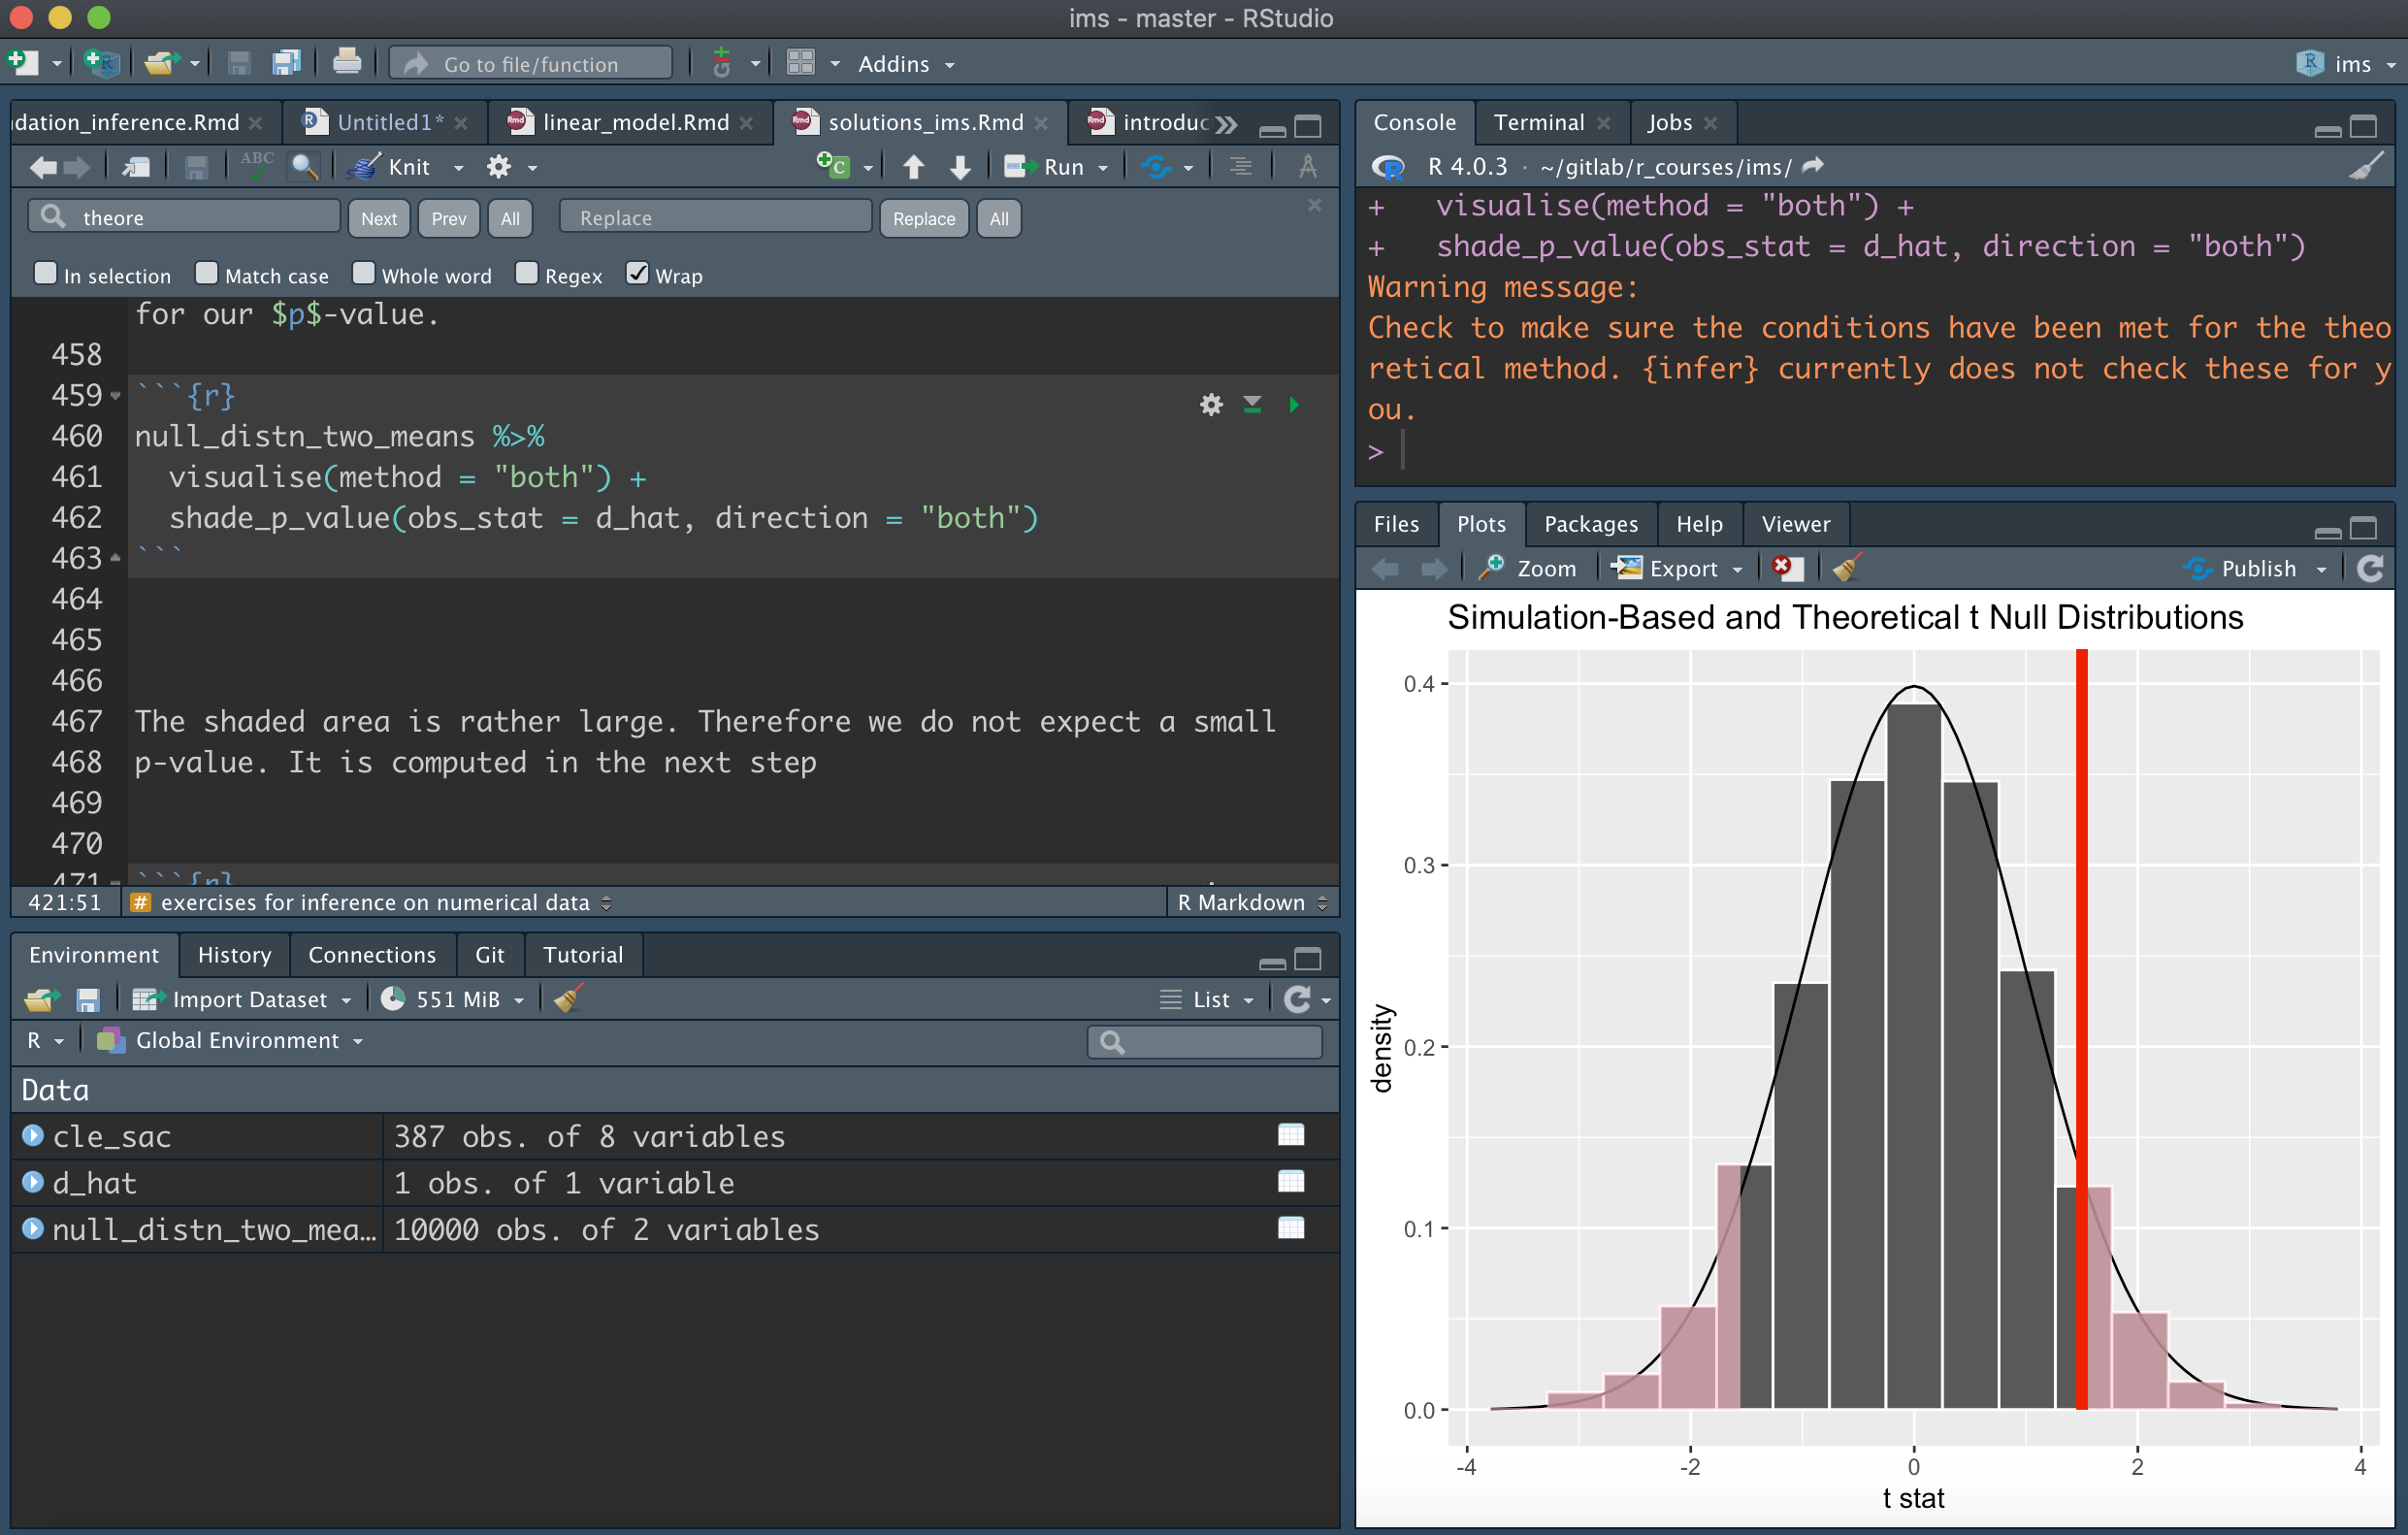 ims - master - RStudio
Go to file/function
Addins
ims
dation_inference.Rmd
Untitled1*
linear_model.Rmd
solutions_ims.Rmd
introduc
ABC
Knit
Run
theore
Next
Prev
All
Replace
Replace
All
In selection
Match case
Whole word
Regex
Wrap
for our $p$-value.
458
459 ```{r}
460 null_distn_two_means %>%
461 visualise(method = "both") +
462 shade_p_value(obs_stat = d_hat, direction = "both")
463 ```
464
465
466
467 The shaded area is rather large. Therefore we do not expect a small
468 p-value. It is computed in the next step
469
470
471 ```{r}
421:51
# exercises for inference on numerical data
R Markdown
Environment
History
Connections
Git
Tutorial
Import Dataset
551 MiB
List
R
Global Environment
Data
cle_sac 387 obs. of 8 variables
d_hat 1 obs. of 1 variable
null_distn_two_mea… 10000 obs. of 2 variables
Console
Terminal
Jobs
R 4.0.3 · ~/gitlab/r_courses/ims/
+ visualise(method = "both") +
+ shade_p_value(obs_stat = d_hat, direction = "both")
Warning message:
Check to make sure the conditions have been met for the theo
retical method. {infer} currently does not check these for y
ou.
>
Files
Plots
Packages
Help
Viewer
Zoom
Export
Publish
Simulation-Based and Theoretical t Null Distributions
0.4
0.3
0.2
0.1
0.0
density
-4
-2
0
2
4
t stat